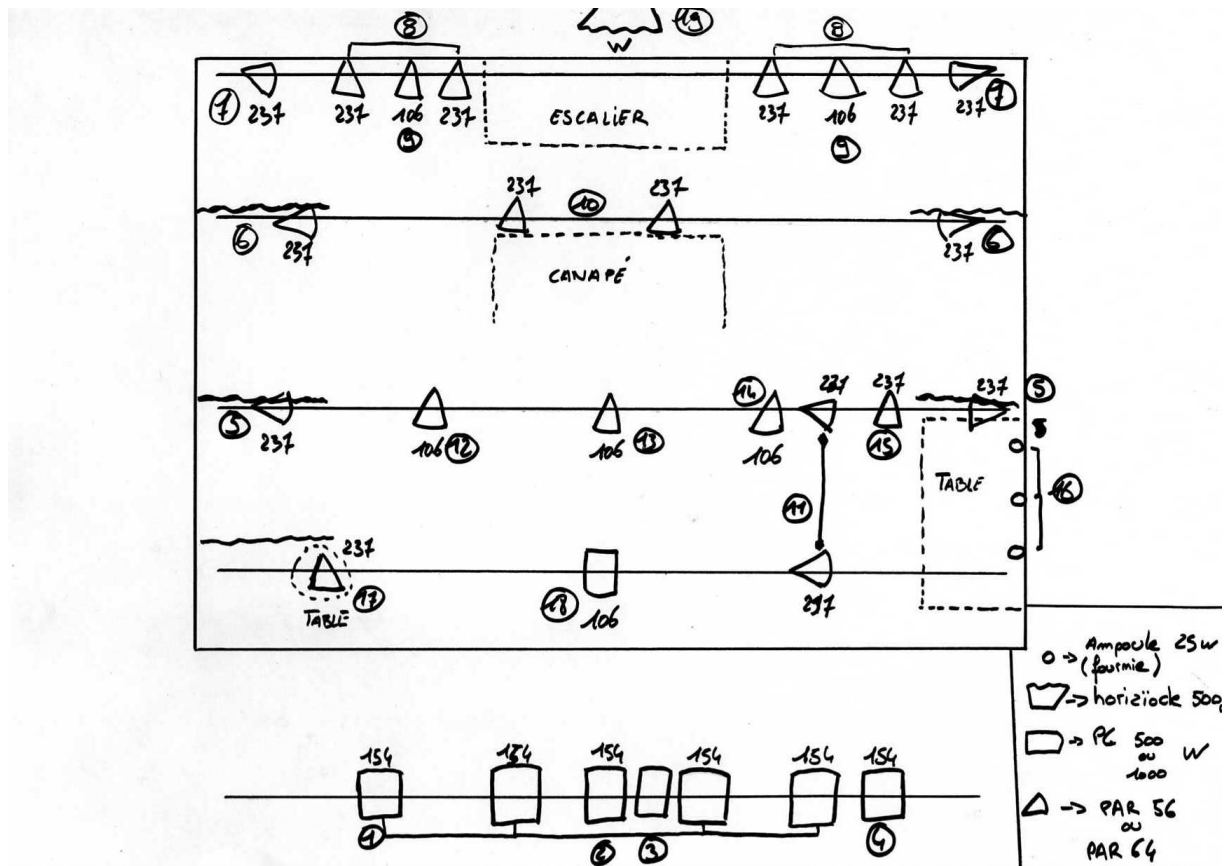 19
W
8 8
7 237 237 106 237 237 106 237 237 7
9 9
ESCALIER
237 10 237
6 237 237 6
CANAPÉ
14 237 237 237 5
5 237 106 12 106 13 106 15 5
TABLE
16
11
237
17 18 106 237
TABLE
154 154 154 154 154 154
1 2 3 4
o → Ampoule 25W
(fournie)
→ horiziode 500
→ PC 500
ou W
1000
→ PAR 56
ou
PAR 64